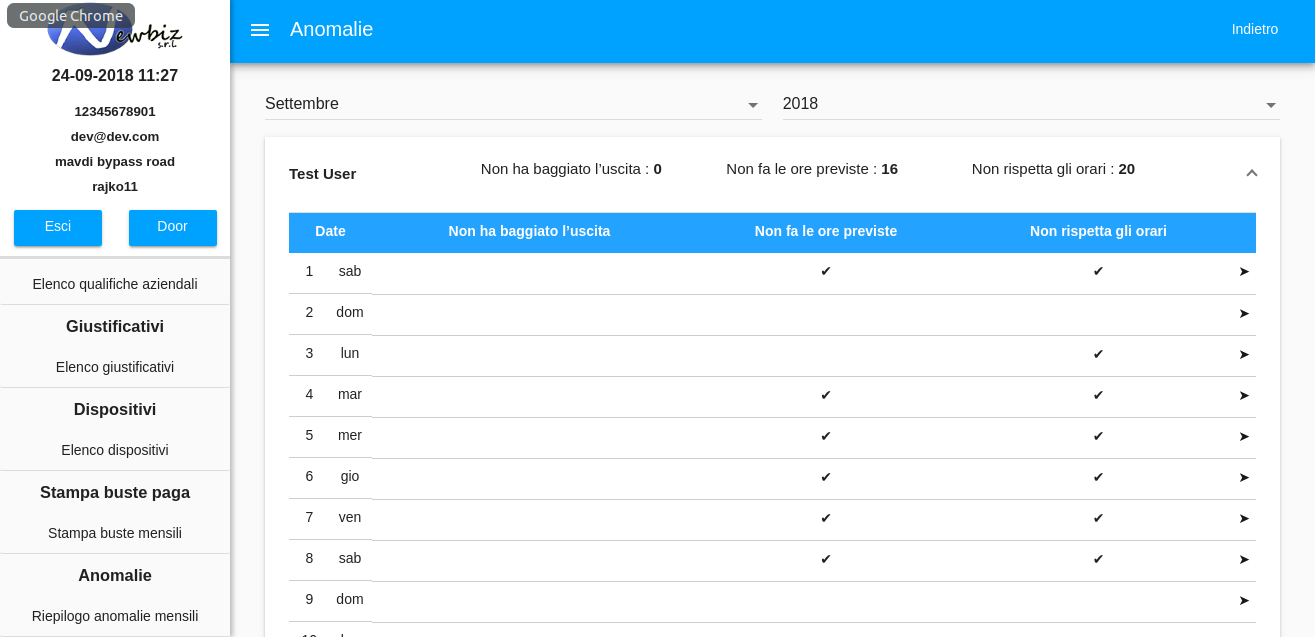 Google Chrome
ewbiz
s.r.l.
24-09-2018 11:27
12345678901
dev@dev.com
mavdi bypass road
rajko11
Esci Door
Elenco qualifiche aziendali
Giustificativi
Elenco giustificativi
Dispositivi
Elenco dispositivi
Stampa buste paga
Stampa buste mensili
Anomalie
Riepilogo anomalie mensili
Anomalie Indietro
Settembre 2018
Test User Non ha baggiato l’uscita : 0 Non fa le ore previste : 16 Non rispetta gli orari : 20
Date Non ha baggiato l’uscita Non fa le ore previste Non rispetta gli orari
1 sab ✔ ✔ ➤
2 dom ➤
3 lun ✔ ➤
4 mar ✔ ✔ ➤
5 mer ✔ ✔ ➤
6 gio ✔ ✔ ➤
7 ven ✔ ✔ ➤
8 sab ✔ ✔ ➤
9 dom ➤